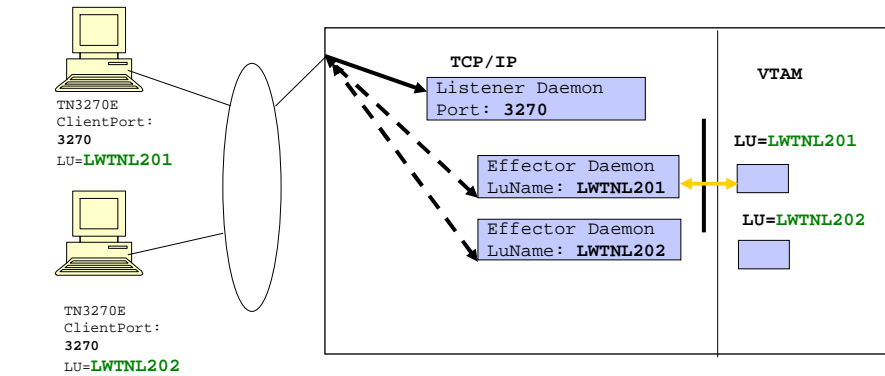 TN3270E
ClientPort:
3270
LU=LWTNL201
TN3270E
ClientPort:
3270
LU=LWTNL202
TCP/IP
Listener Daemon
Port: 3270
Effector Daemon
LuName: LWTNL201
Effector Daemon
LuName: LWTNL202
VTAM
LU=LWTNL201
LU=LWTNL202